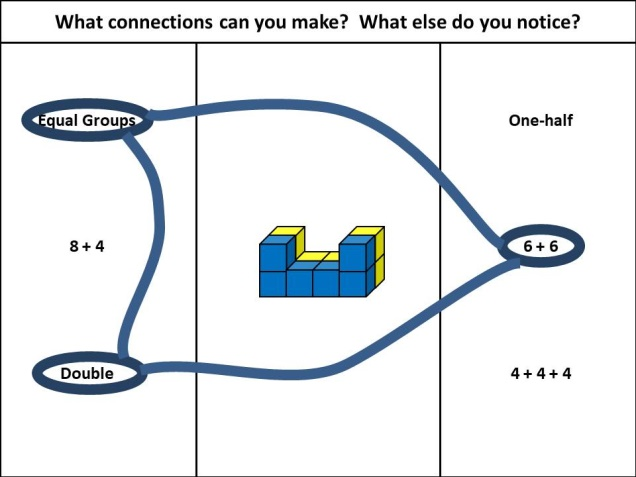 What connections can you make?  What else do you notice?
Equal Groups
One-half
8 + 4
6 + 6
Double
4 + 4 + 4